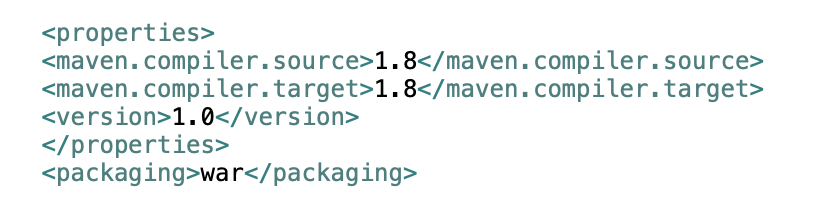 <properties>
<maven.compiler.source>1.8</maven.compiler.source>
<maven.compiler.target>1.8</maven.compiler.target>
<version>1.0</version>
</properties>
<packaging>war</packaging>